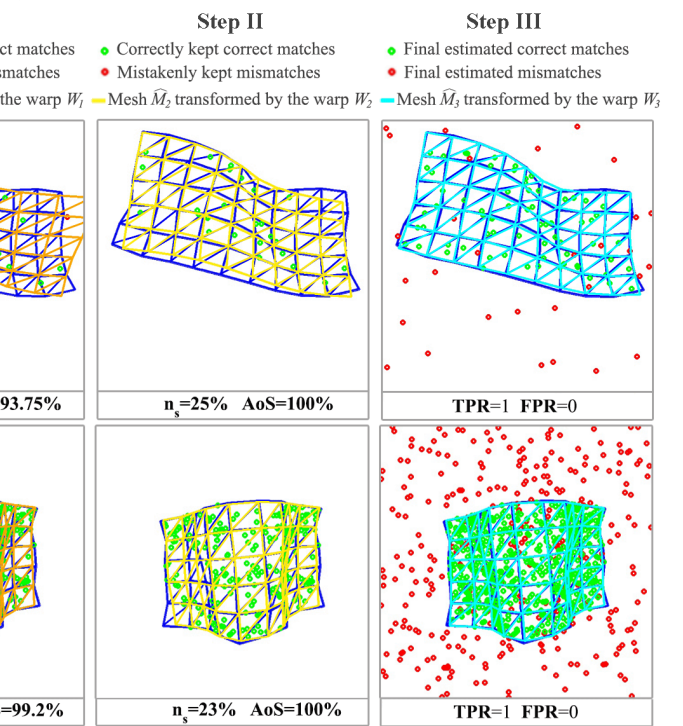 Step II Step III
ct matches Correctly kept correct matches Final estimated correct matches
smatches Mistakenly kept mismatches Final estimated mismatches
the warp W₁ Mesh M̂₂ transformed by the warp W₂ Mesh M̂₃ transformed by the warp W₃
93.75% nₛ=25% AoS=100% TPR=1 FPR=0
=99.2% nₛ=23% AoS=100% TPR=1 FPR=0